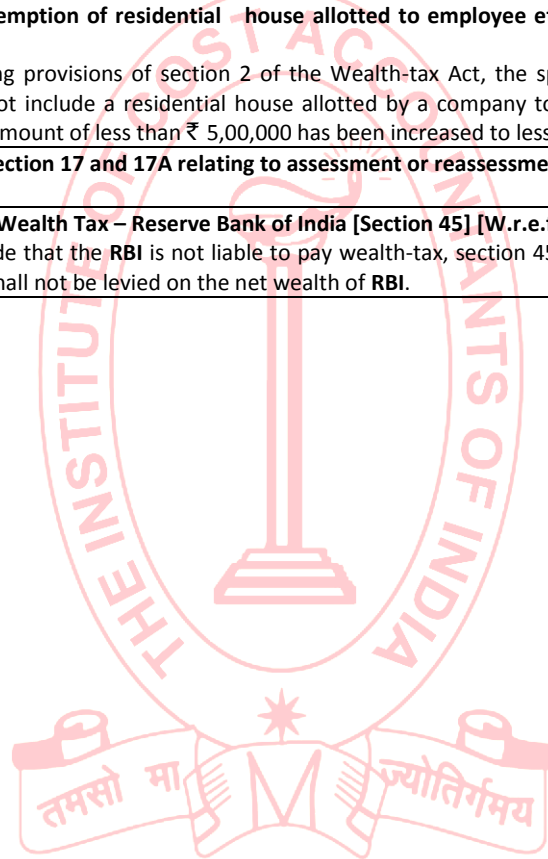 emption of residential house allotted to employee e
ng provisions of section 2 of the Wealth-tax Act, the s
ot include a residential house allotted by a company to
mount of less than ₹ 5,00,000 has been increased to less
ection 17 and 17A relating to assessment or reassessme
Wealth Tax – Reserve Bank of India [Section 45] [W.r.e.
de that the RBI is not liable to pay wealth-tax, section 45
hall not be levied on the net wealth of RBI.
THE INSTITUTE OF COST ACCOUNTANTS OF INDIA
तमसो मा ज्योतिर्गमय